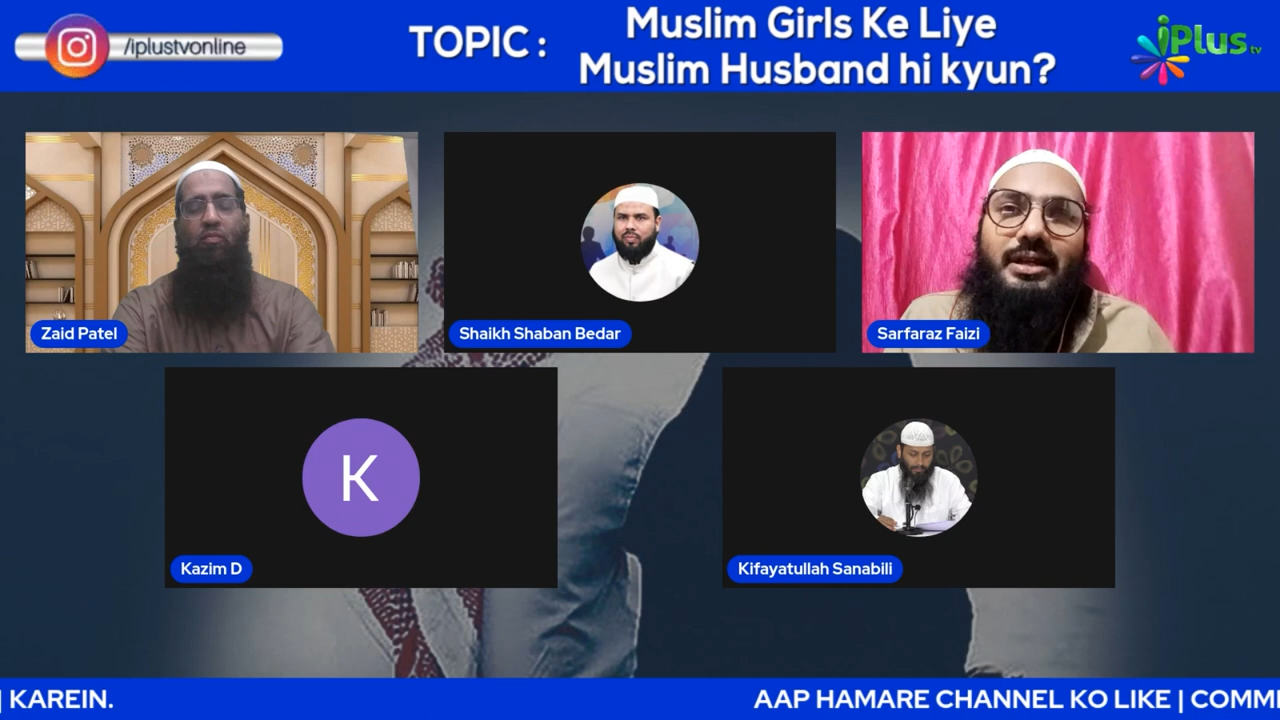 /iplustvonline
TOPIC :
Muslim Girls Ke Liye
Muslim Husband hi kyun?
iPlus tv
Zaid Patel
Shaikh Shaban Bedar
Sarfaraz Faizi
K
Kazim D
Kifayatullah Sanabili
| KAREIN.
AAP HAMARE CHANNEL KO LIKE | COMM